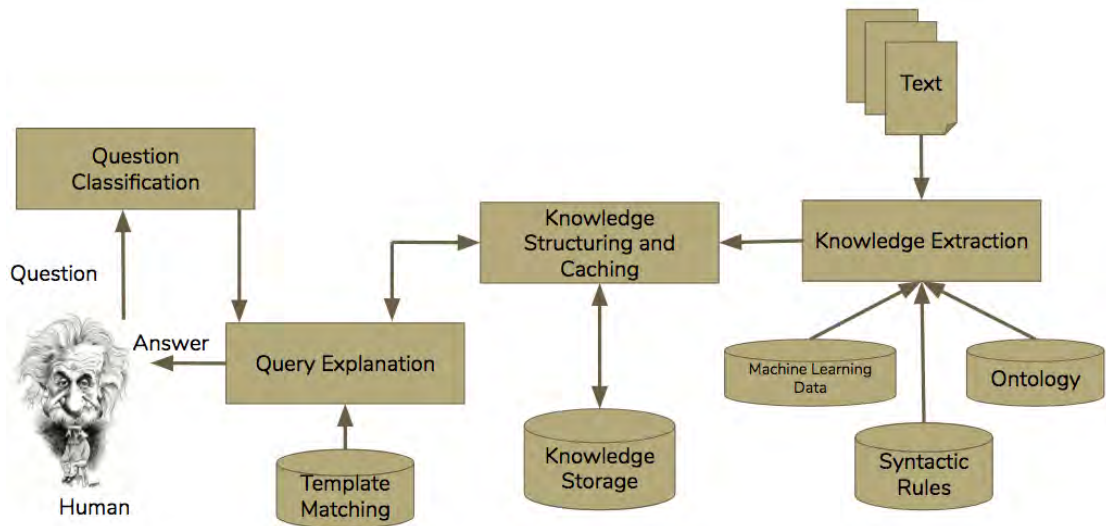 Text
Question
Classification
Knowledge
Structuring and
Caching
Knowledge Extraction
Question
Answer
Query Explanation
Machine Learning
Data
Ontology
Knowledge
Storage
Syntactic
Rules
Template
Matching
Human